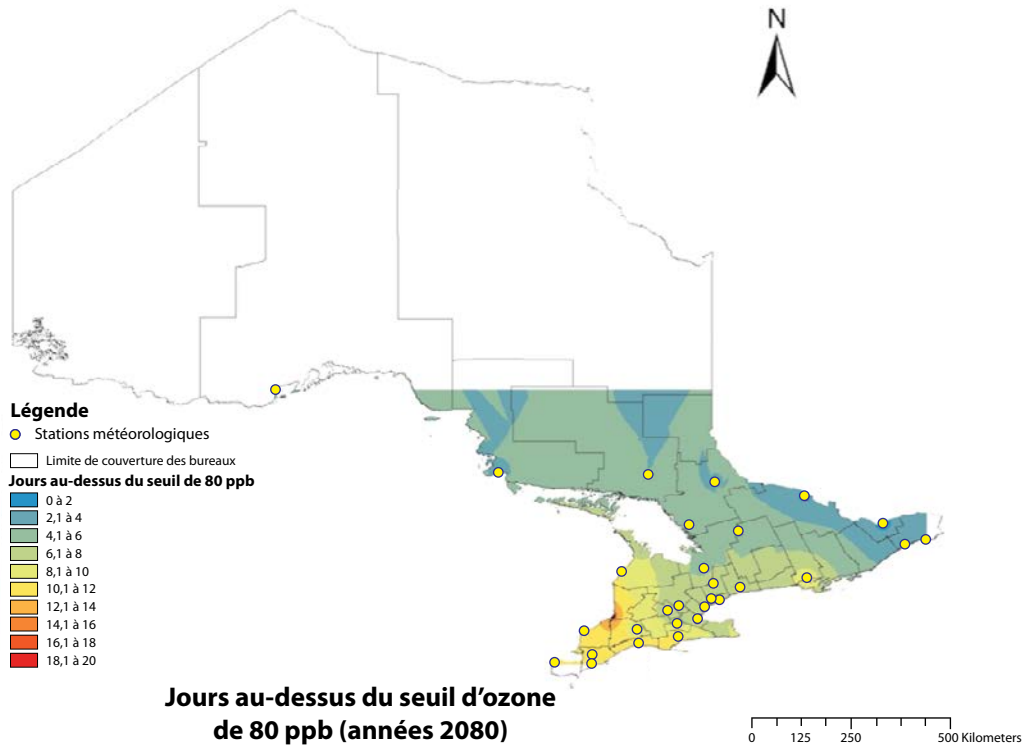 N
Légende
Stations météorologiques
Limite de couverture des bureaux
Jours au-dessus du seuil de 80 ppb
0 à 2
2,1 à 4
4,1 à 6
6,1 à 8
8,1 à 10
10,1 à 12
12,1 à 14
14,1 à 16
16,1 à 18
18,1 à 20
Jours au-dessus du seuil d’ozone
de 80 ppb (années 2080)
0 125 250 500 Kilometers